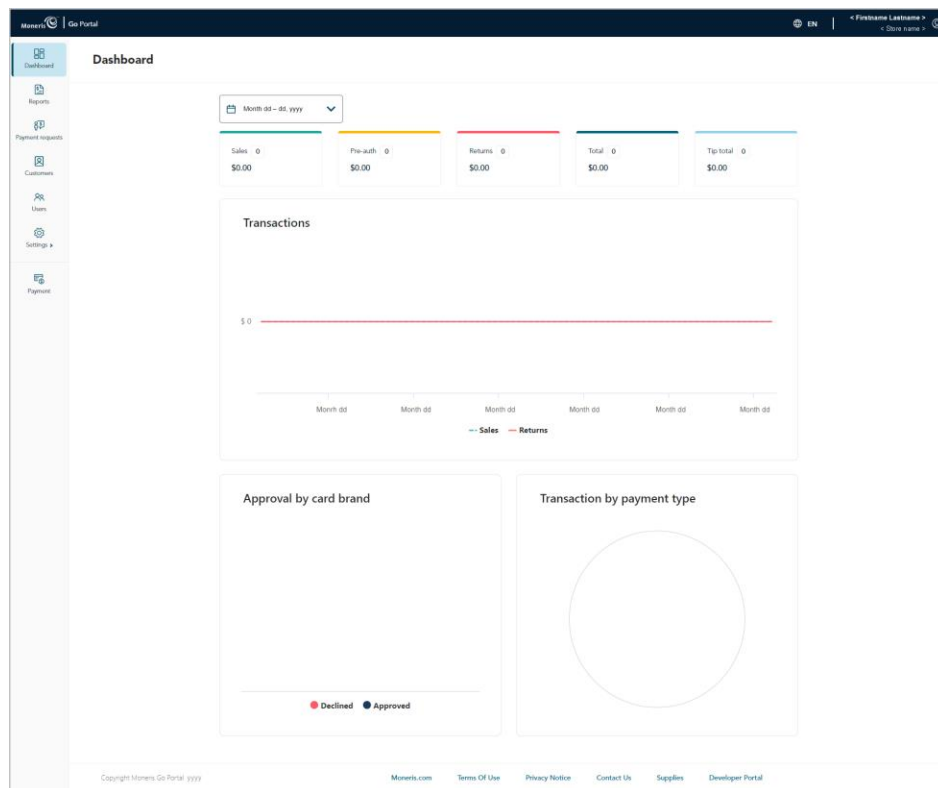 Moneris Go Portal
EN
< Firstname Lastname >
< Store name >
Dashboard
Reports
Payment requests
Customers
Users
Settings
Payment
Dashboard
Month dd – dd, yyyy
Sales 0
$0.00
Pre-auth 0
$0.00
Returns 0
$0.00
Total 0
$0.00
Tip total 0
$0.00
Transactions
$ 0
Month dd Month dd Month dd Month dd Month dd Month dd
Sales Returns
Approval by card brand
Declined Approved
Transaction by payment type
Copyright Moneris Go Portal yyyy
Moneris.com Terms Of Use Privacy Notice Contact Us Supplies Developer Portal